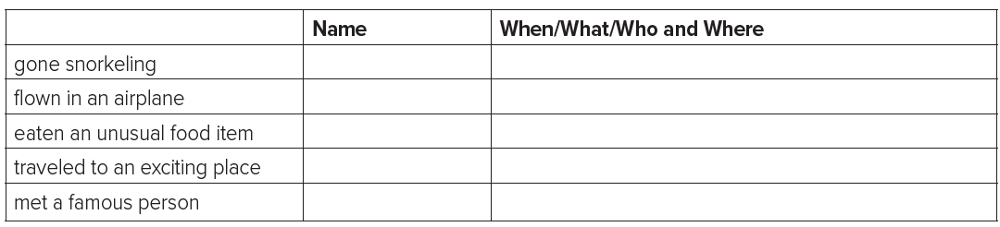 Name When/What/Who and Where
gone snorkeling
flown in an airplane
eaten an unusual food item
traveled to an exciting place
met a famous person